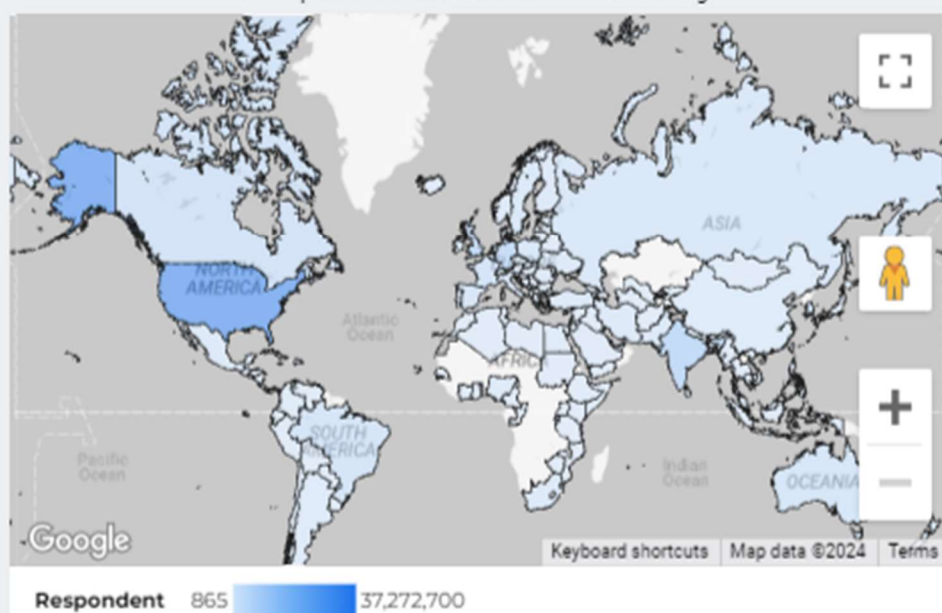 ASIA
NORTH
AMERICA
Atlantic
Ocean
AFRICA
SOUTH
AMERICA
Pacific
Ocean
Indian
Ocean
OCEANIA
Google
Keyboard shortcuts
Map data ©2024
Terms
Respondent 865 37,272,700